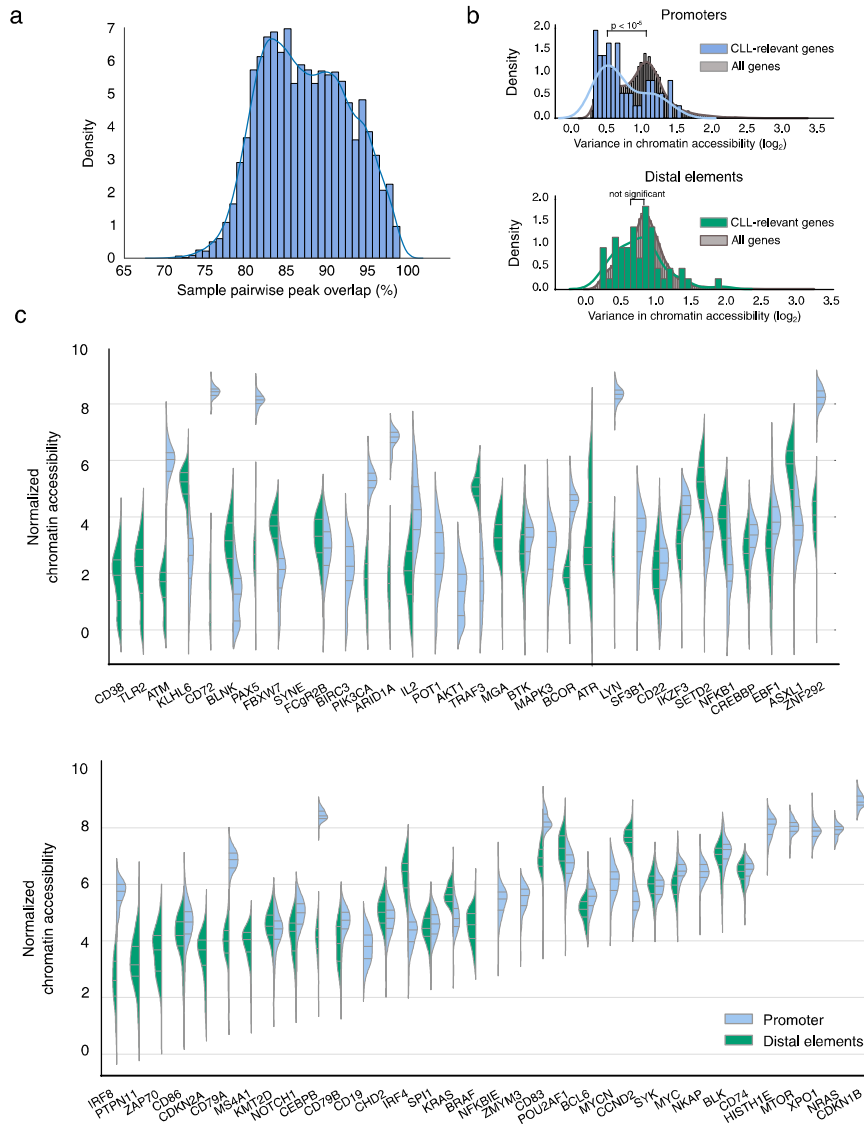 a
7
6
5
4
3
2
1
0
Density
65 70 75 80 85 90 95 100
Sample pairwise peak overlap (%)
b
Promoters
p < 10⁻⁵
2.0
1.5
1.0
0.5
0.0
Density
CLL-relevant genes
All genes
0.0 0.5 1.0 1.5 2.0 2.5 3.0 3.5
Variance in chromatin accessibility (log₂)
Distal elements
not significant
2.0
1.5
1.0
0.5
0.0
Density
CLL-relevant genes
All genes
0.0 0.5 1.0 1.5 2.0 2.5 3.0 3.5
Variance in chromatin accessibility (log₂)
c
10
8
6
4
2
0
Normalized
chromatin accessibility
CD38 TLR2 ATM KLHL6 CD72 BLNK PAX5 FBXW7 SYNE FCgR2B BIRC3 PIK3CA ARID1A IL2 POT1 AKT1 TRAF3 MGA BTK MAPK3 BCOR ATR LYN SF3B1 CD22 IKZF3 SETD2 NFKB1 CREBBP EBF1 ASXL1 ZNF292
10
8
6
4
2
0
Normalized
chromatin accessibility
Promoter
Distal elements
IRF8 PTPN11 ZAP70 CD86 CDKN2A CD79A MS4A1 KMT2D NOTCH1 CEBPB CD79B CD19 CHD2 IRF4 SPI1 KRAS BRAF NFKBIE ZMYM3 CD83 POU2AF1 BCL6 MYCN CCND2 SYK MYC NKAP BLK CD74 HISTH1E MTOR XPO1 NRAS CDKN1B